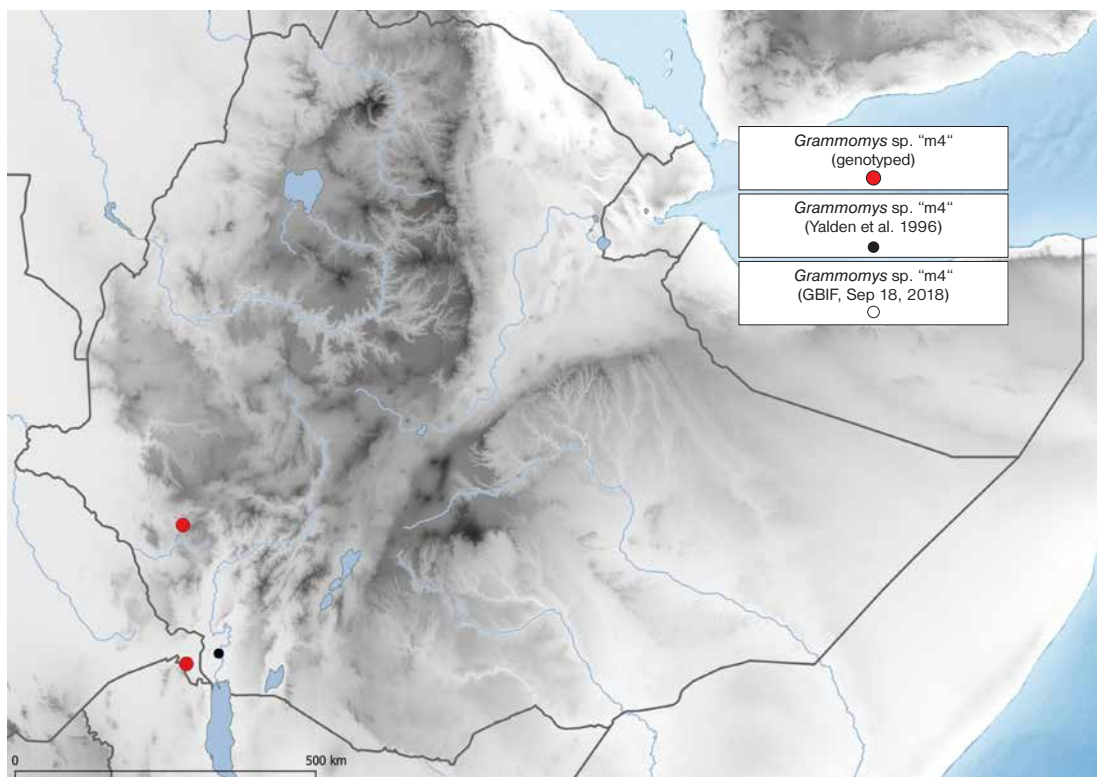 Grammomys sp. “m4“
(genotyped)
Grammomys sp. “m4“
(Yalden et al. 1996)
Grammomys sp. “m4“
(GBIF, Sep 18, 2018)
0 500 km